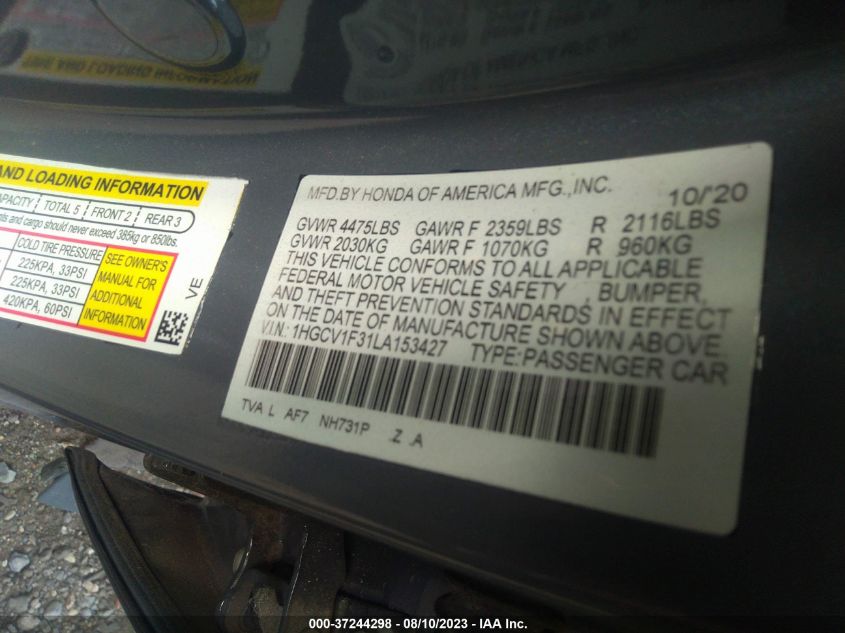 AND LOADING INFORMATION
CAPACITY TOTAL 5 FRONT 2 REAR 3
nts and cargo should never exceed 385kg or 850lbs.
COLD TIRE PRESSURE
225KPA, 33PSI
225KPA, 33PSI
420KPA, 60PSI
SEE OWNER'S
MANUAL FOR
ADDITIONAL
INFORMATION
VE
MFD. BY HONDA OF AMERICA MFG., INC. 10/'20
GVWR 4475LBS GAWR F 2359LBS R 2116LBS
GVWR 2030KG GAWR F 1070KG R 960KG
THIS VEHICLE CONFORMS TO ALL APPLICABLE
FEDERAL MOTOR VEHICLE SAFETY , BUMPER,
AND THEFT PREVENTION STANDARDS IN EFFECT
ON THE DATE OF MANUFACTURE SHOWN ABOVE
V.I.N: 1HGCV1F31LA153427 TYPE: PASSENGER CAR
TVA L AF7 NH731P Z .A
000-37244298 - 08/10/2023 - IAA Inc.